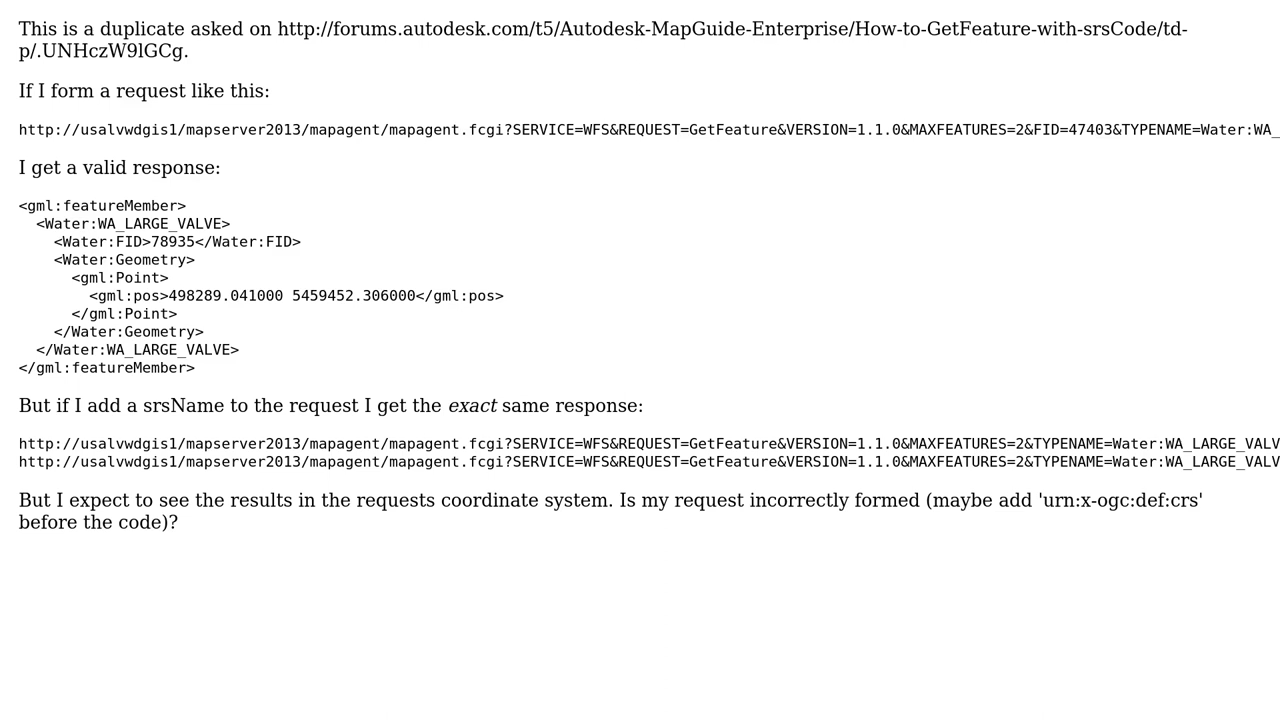 This is a duplicate asked on http://forums.autodesk.com/t5/Autodesk-MapGuide-Enterprise/How-to-GetFeature-with-srsCode/td-
p/.UNHczW9lGCg.
If I form a request like this:
http://usalvwdgis1/mapserver2013/mapagent/mapagent.fcgi?SERVICE=WFS&REQUEST=GetFeature&VERSION=1.1.0&MAXFEATURES=2&FID=47403&TYPENAME=Water:WA_
I get a valid response:
<gml:featureMember>
  <Water:WA_LARGE_VALVE>
    <Water:FID>78935</Water:FID>
    <Water:Geometry>
      <gml:Point>
        <gml:pos>498289.041000 5459452.306000</gml:pos>
      </gml:Point>
    </Water:Geometry>
  </Water:WA_LARGE_VALVE>
</gml:featureMember>
But if I add a srsName to the request I get the exact same response:
http://usalvwdgis1/mapserver2013/mapagent/mapagent.fcgi?SERVICE=WFS&REQUEST=GetFeature&VERSION=1.1.0&MAXFEATURES=2&TYPENAME=Water:WA_LARGE_VALV
http://usalvwdgis1/mapserver2013/mapagent/mapagent.fcgi?SERVICE=WFS&REQUEST=GetFeature&VERSION=1.1.0&MAXFEATURES=2&TYPENAME=Water:WA_LARGE_VALV
But I expect to see the results in the requests coordinate system. Is my request incorrectly formed (maybe add 'urn:x-ogc:def:crs'
before the code)?